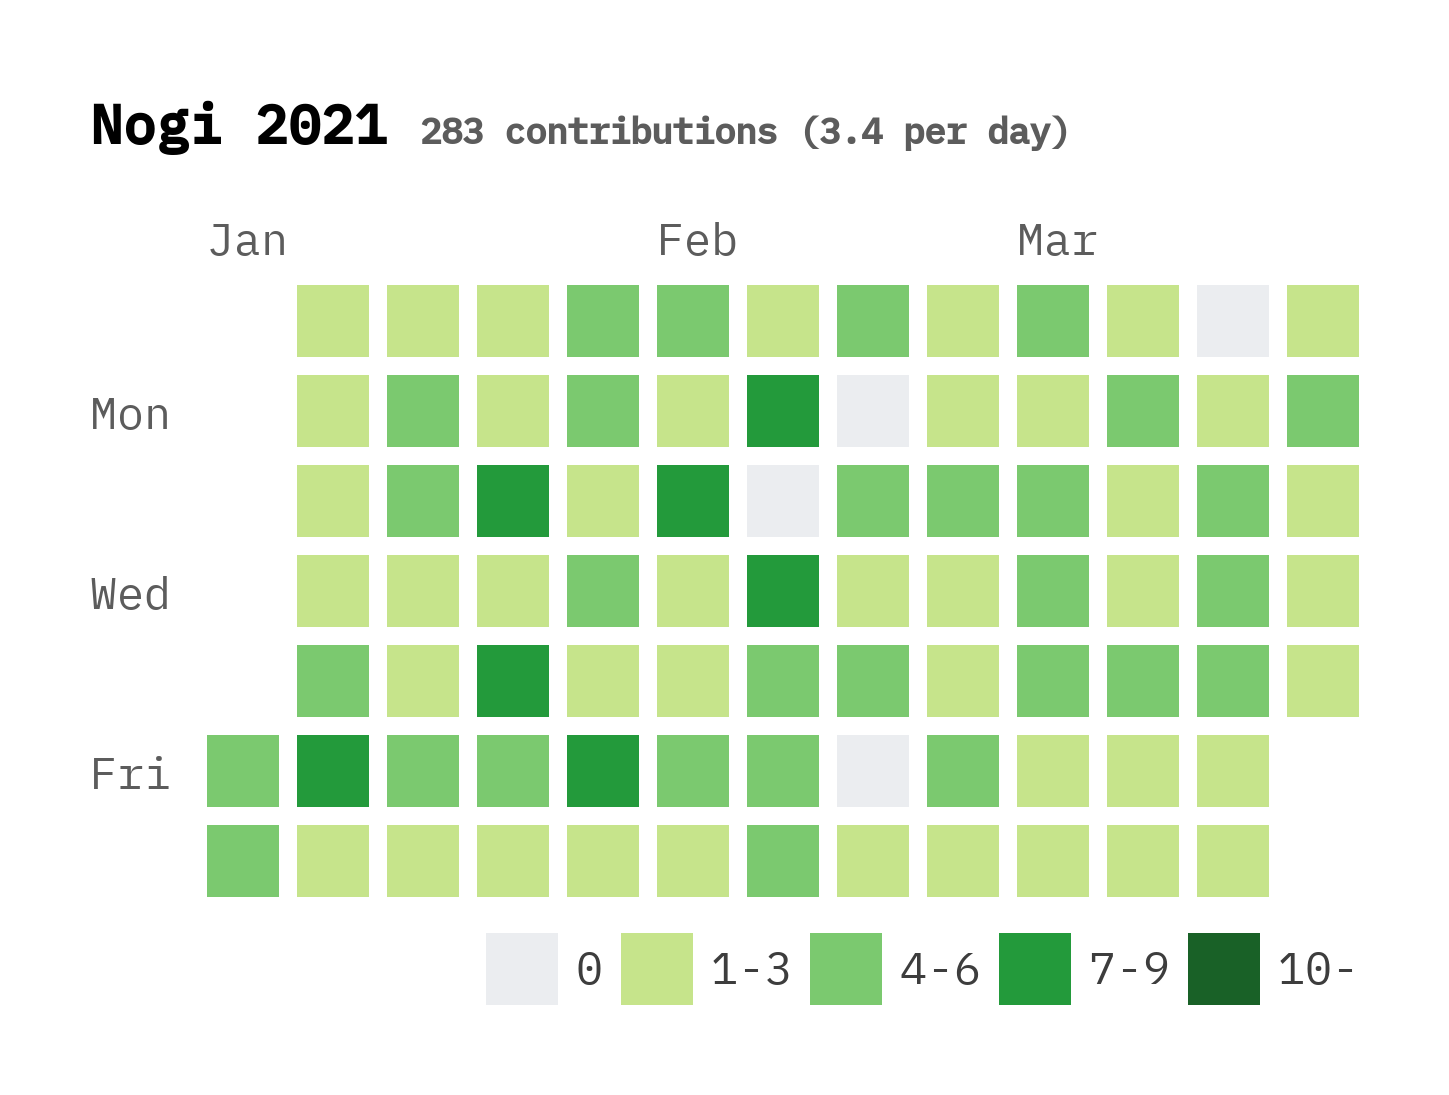 Nogi 2021 283 contributions (3.4 per day)
Jan Feb Mar
Mon
Wed
Fri
0 1-3 4-6 7-9 10-